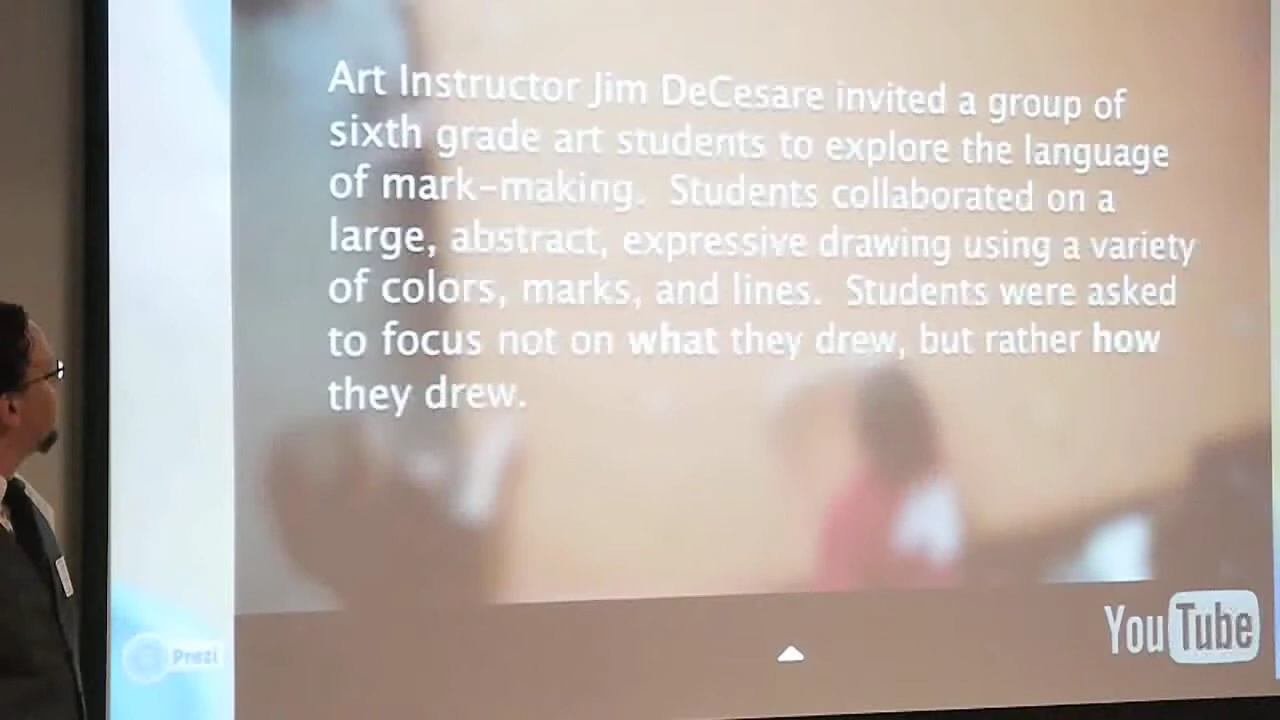 Art Instructor Jim DeCesare invited a group of
sixth grade art students to explore the language
of mark-making.  Students collaborated on a
large, abstract, expressive drawing using a variety
of colors, marks, and lines.  Students were asked
to focus not on what they drew, but rather how
they drew.
YouTube
Prezi